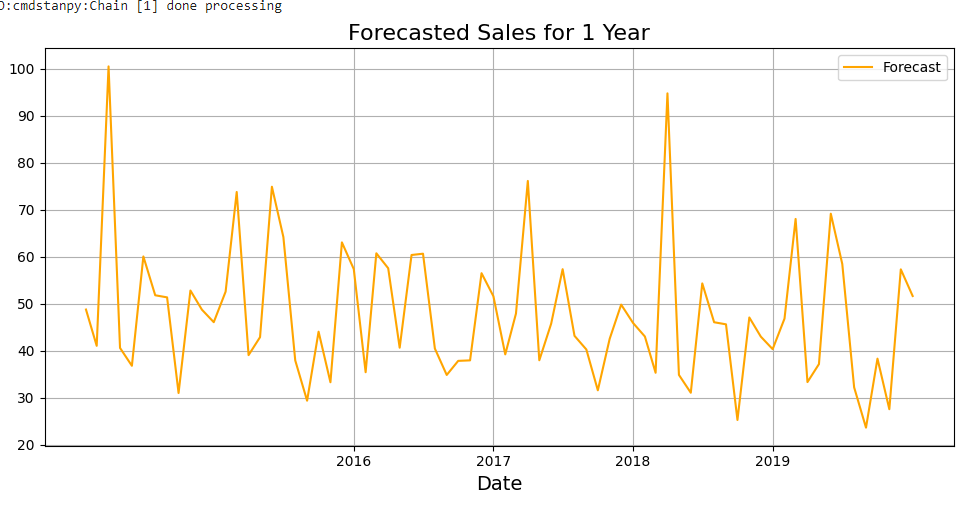 O:cmdstanpy:Chain [1] done processing
Forecasted Sales for 1 Year
Forecast
100
90
80
70
60
50
40
30
20
2016 2017 2018 2019
Date